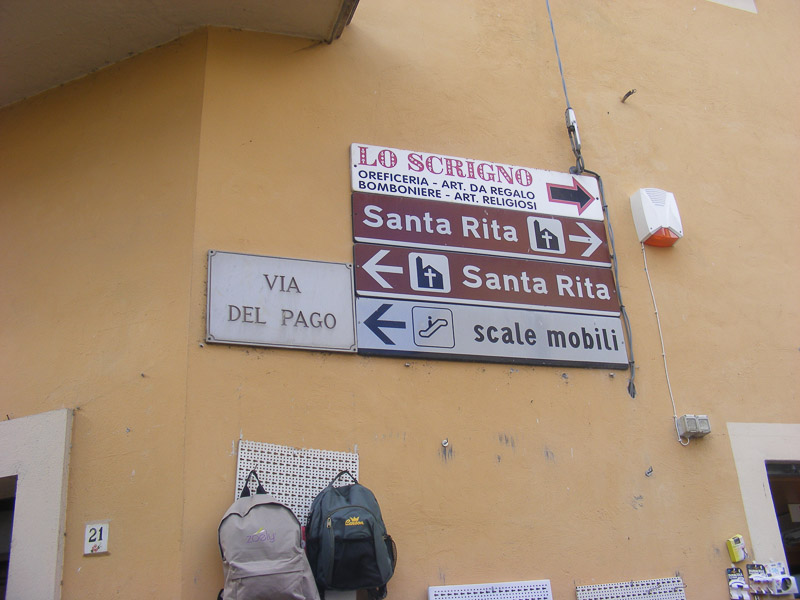 LO SCRIGNO
OREFICERIA - ART. DA REGALO
BOMBONIERE - ART. RELIGIOSI
Santa Rita
Santa Rita
VIA
DEL PAGO
scale mobili
21